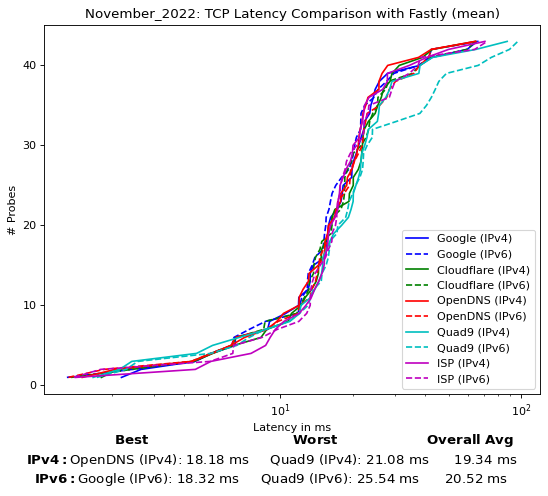 November_2022: TCP Latency Comparison with Fastly (mean)
# Probes
40
30
20
10
0
Google (IPv4)
Google (IPv6)
Cloudflare (IPv4)
Cloudflare (IPv6)
OpenDNS (IPv4)
OpenDNS (IPv6)
Quad9 (IPv4)
Quad9 (IPv6)
ISP (IPv4)
ISP (IPv6)
10¹ 10²
Latency in ms
Best Worst Overall Avg
IPv4: OpenDNS (IPv4): 18.18 ms Quad9 (IPv4): 21.08 ms 19.34 ms
IPv6: Google (IPv6): 18.32 ms Quad9 (IPv6): 25.54 ms 20.52 ms